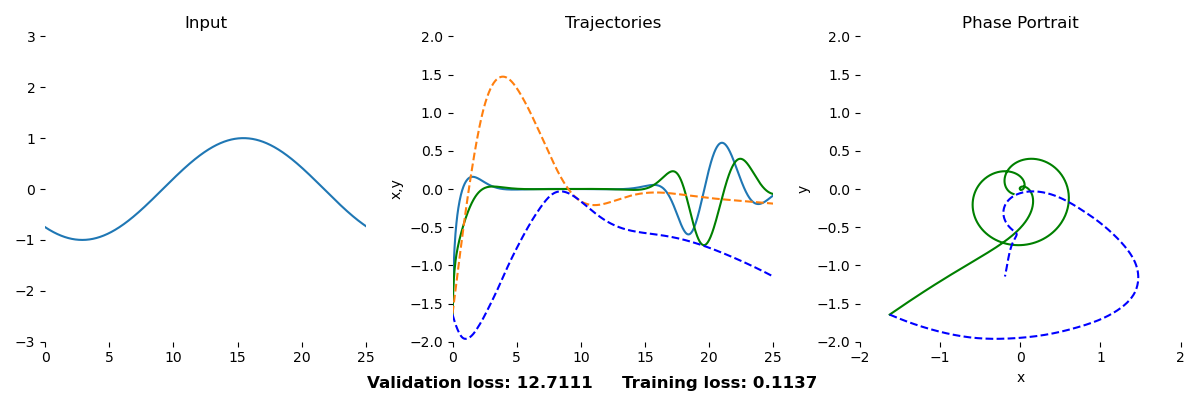 Input
3
2
1
0
−1
−2
−3
0 5 10 15 20 25
Trajectories
x,y
2.0
1.5
1.0
0.5
0.0
−0.5
−1.0
−1.5
−2.0
0 5 10 15 20 25
Phase Portrait
y
2.0
1.5
1.0
0.5
0.0
−0.5
−1.0
−1.5
−2.0
−2 −1 0 1 2
x
Validation loss: 12.7111 Training loss: 0.1137